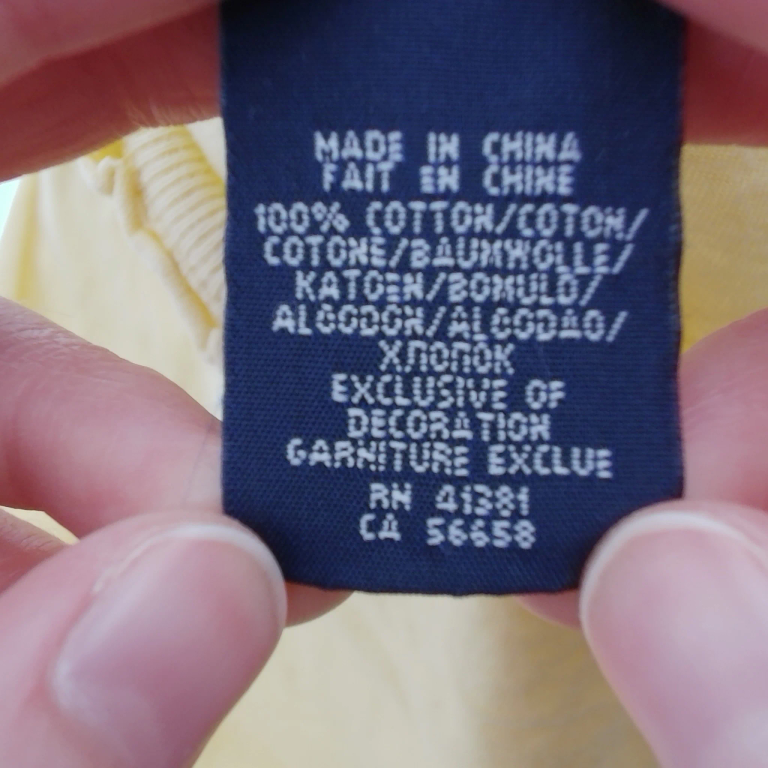 MADE IN CHINA
FAIT EN CHINE
100% COTTON/COTON/
COTONE/BAUMWOLLE/
KATOEN/BOMULD/
ALGODON/ALGODAO/
ХЛОПОК
EXCLUSIVE OF
DECORATION
GARNITURE EXCLUE
RN 41381
CA 56658